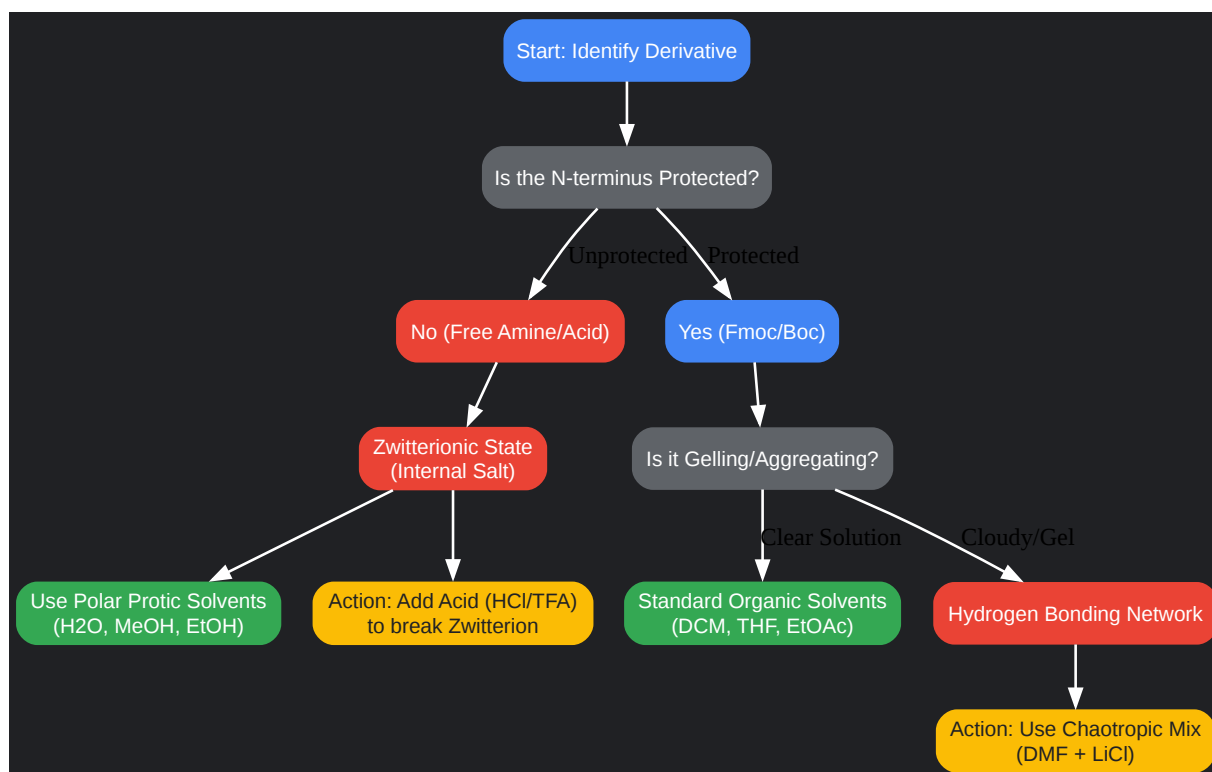 Start: Identify Derivative
Is the N-terminus Protected?
Unprotected
Protected
No (Free Amine/Acid)
Yes (Fmoc/Boc)
Zwitterionic State
(Internal Salt)
Is it Gelling/Aggregating?
Clear Solution
Cloudy/Gel
Use Polar Protic Solvents
(H2O, MeOH, EtOH)
Action: Add Acid (HCl/TFA)
to break Zwitterion
Standard Organic Solvents
(DCM, THF, EtOAc)
Hydrogen Bonding Network
Action: Use Chaotropic Mix
(DMF + LiCl)